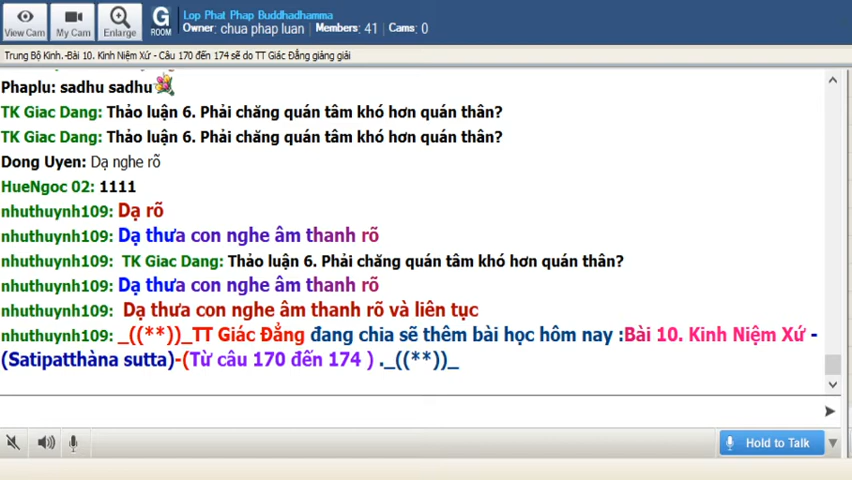 Lop Phat Phap Buddhadhamma
Owner: chua phap luan / Members: 41 / Cams: 0
View Cam
My Cam
Enlarge
G
ROOM
Trung Bộ Kinh.-Bài 10. Kinh Niệm Xứ - Câu 170 đến 174 sẽ do TT Giác Đẳng giảng giải
Phaplu: sadhu sadhu
TK Giac Dang: Thảo luận 6. Phải chăng quán tâm khó hơn quán thân?
TK Giac Dang: Thảo luận 6. Phải chăng quán tâm khó hơn quán thân?
Dong Uyen: Dạ nghe rõ
HueNgoc 02: 1111
nhuthuynh109: Dạ rõ
nhuthuynh109: Dạ thưa con nghe âm thanh rõ
nhuthuynh109: TK Giac Dang: Thảo luận 6. Phải chăng quán tâm khó hơn quán thân?
nhuthuynh109: Dạ thưa con nghe âm thanh rõ
nhuthuynh109: Dạ thưa con nghe âm thanh rõ và liên tục
nhuthuynh109: _((**))_TT Giác Đẳng đang chia sẽ thêm bài học hôm nay :Bài 10. Kinh Niệm Xứ -
(Satipatthàna sutta)-(Từ câu 170 đến 174 ) ._((**))_
Hold to Talk